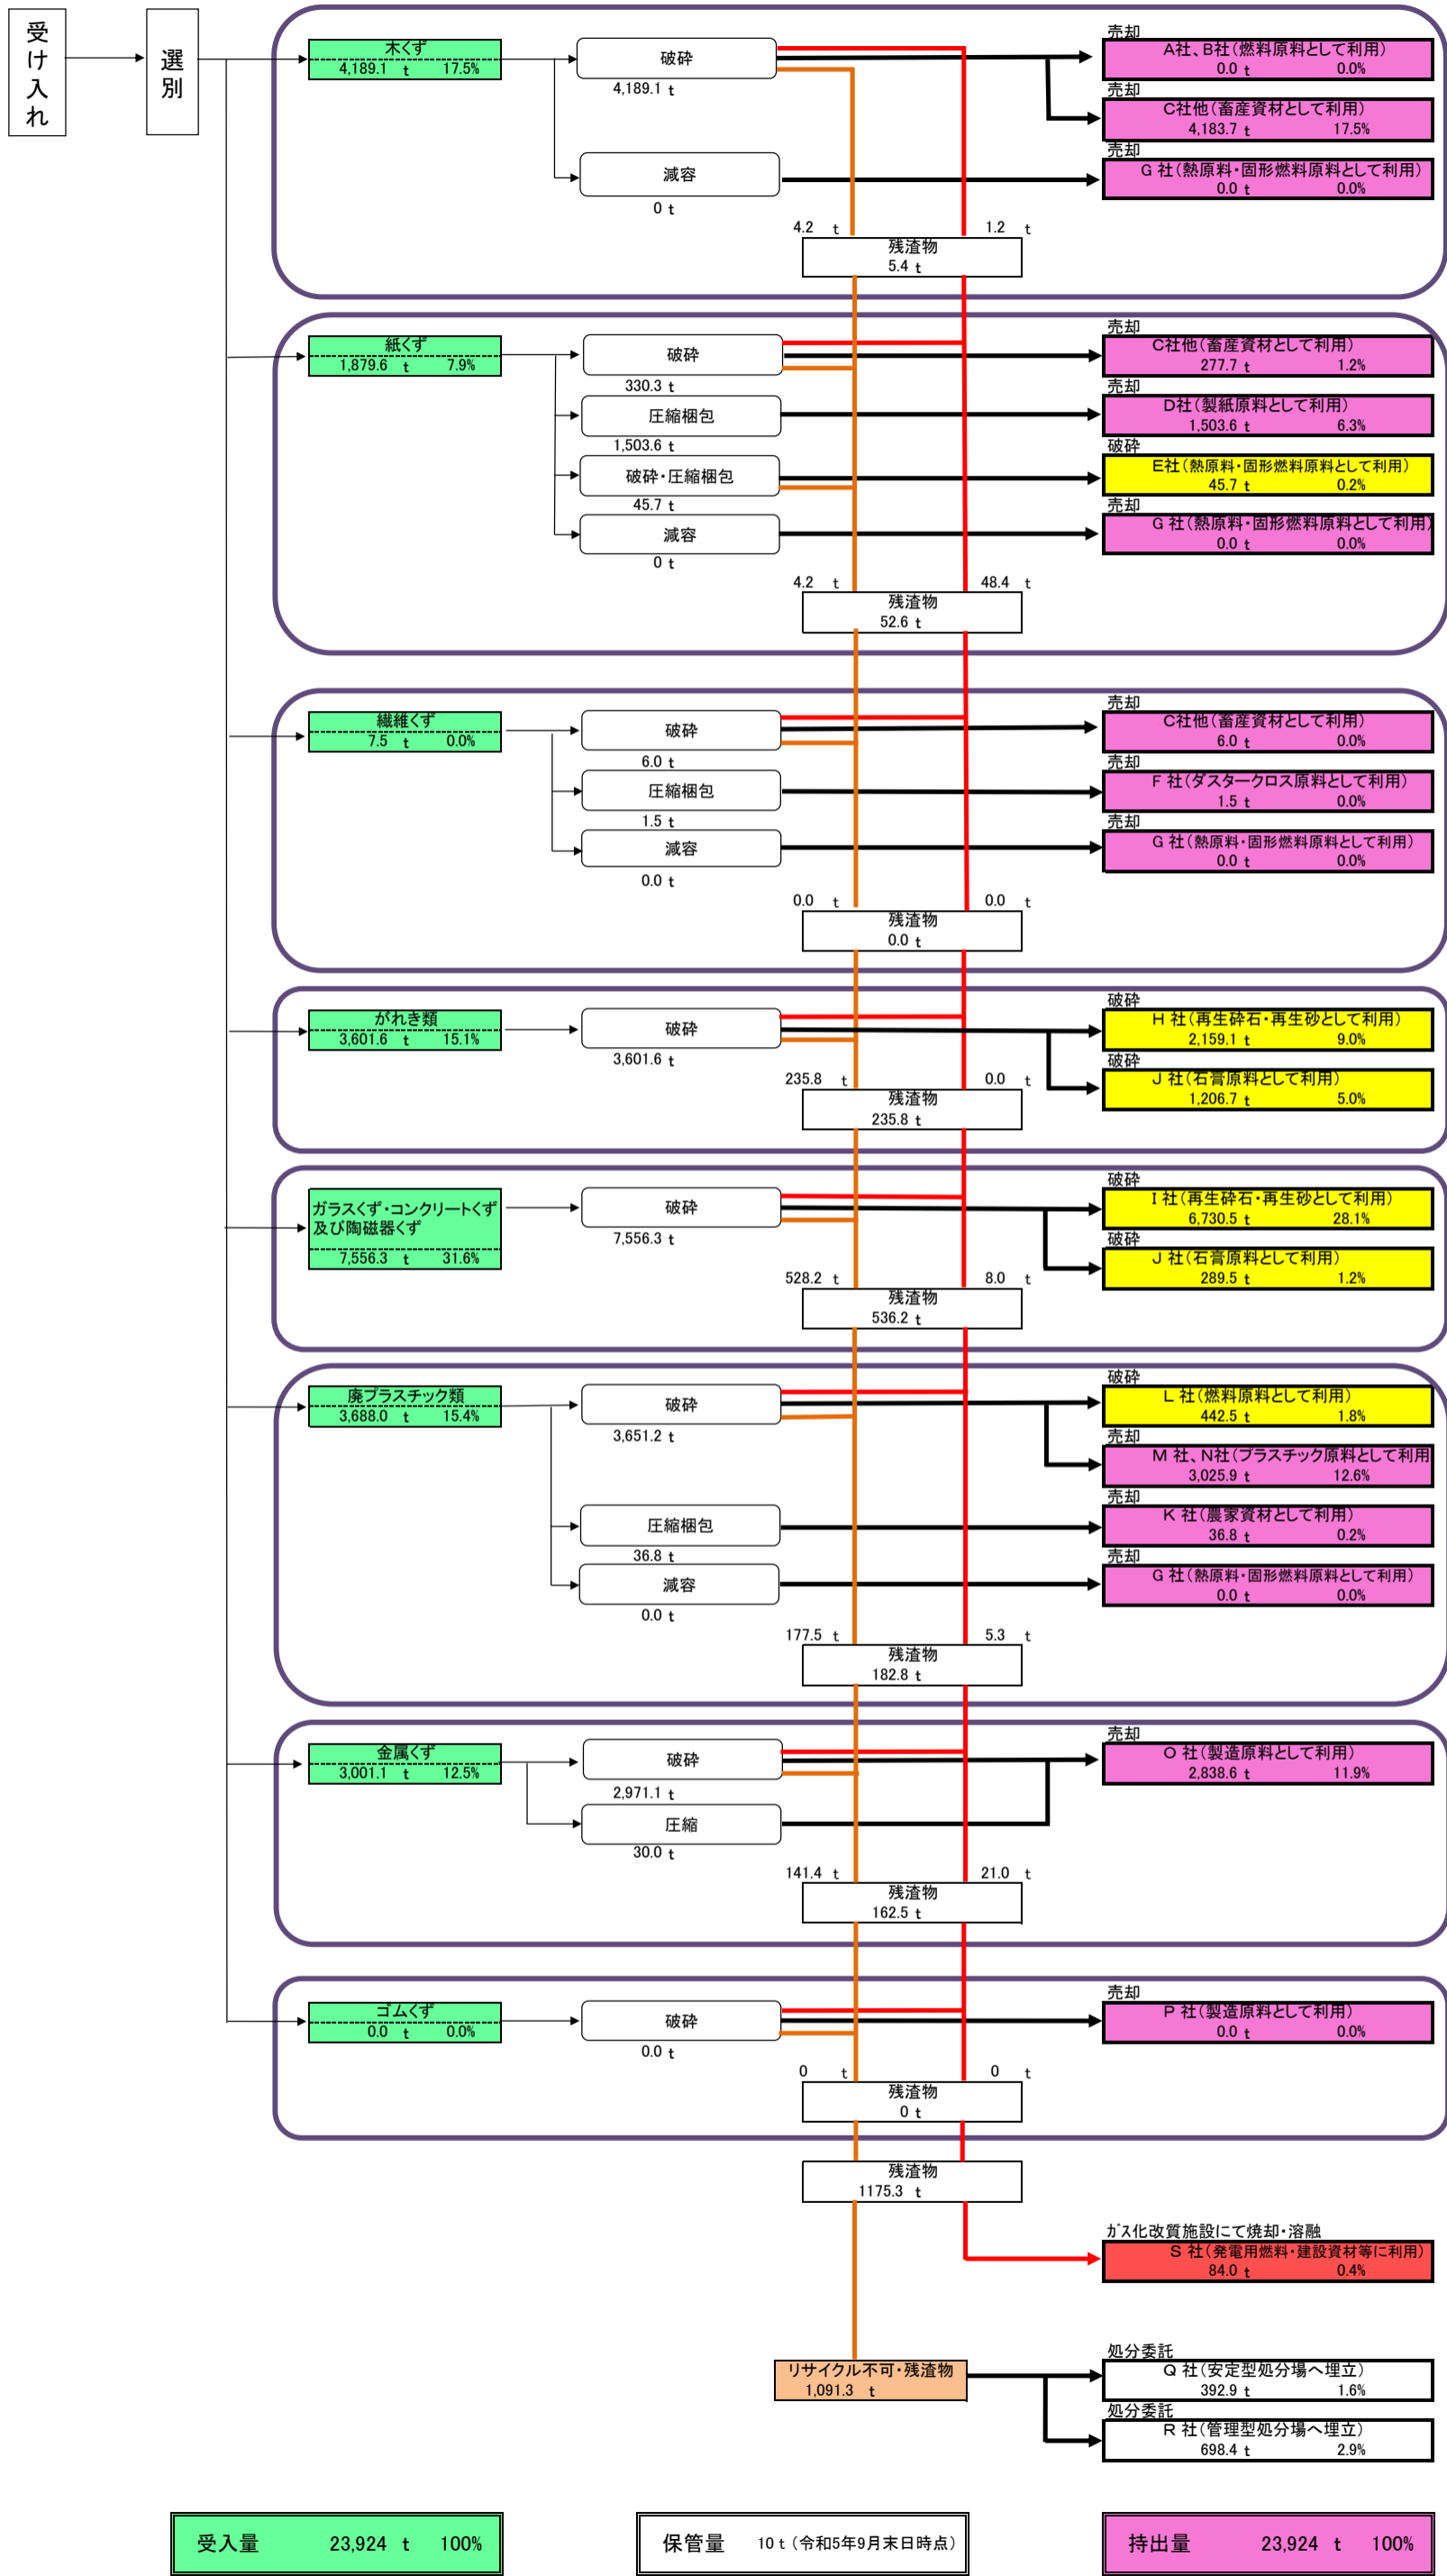 受け入れ
選別
木くず
4,189.1 t 17.5%
破砕
4,189.1 t
減容
0 t
売却
A社、B社(燃料原料として利用)
0.0 t 0.0%
売却
C社他(畜産資材として利用)
4,183.7 t 17.5%
売却
G 社(熱原料・固形燃料原料として利用)
0.0 t 0.0%
4.2 t 1.2 t
残渣物
5.4 t
紙くず
1,879.6 t 7.9%
破砕
330.3 t
圧縮梱包
1,503.6 t
破砕・圧縮梱包
45.7 t
減容
0 t
売却
C社他(畜産資材として利用)
277.7 t 1.2%
売却
D社(製紙原料として利用)
1,503.6 t 6.3%
破砕
E社(熱原料・固形燃料原料として利用)
45.7 t 0.2%
売却
G 社(熱原料・固形燃料原料として利用)
0.0 t 0.0%
4.2 t 48.4 t
残渣物
52.6 t
繊維くず
7.5 t 0.0%
破砕
6.0 t
圧縮梱包
1.5 t
減容
0.0 t
売却
C社他(畜産資材として利用)
6.0 t 0.0%
売却
F 社(ダスタークロス原料として利用)
1.5 t 0.0%
売却
G 社(熱原料・固形燃料原料として利用)
0.0 t 0.0%
0.0 t 0.0 t
残渣物
0.0 t
がれき類
3,601.6 t 15.1%
破砕
3,601.6 t
破砕
H 社(再生砕石・再生砂として利用)
2,159.1 t 9.0%
破砕
J 社(石膏原料として利用)
1,206.7 t 5.0%
235.8 t 0.0 t
残渣物
235.8 t
ガラスくず・コンクリートくず
及び陶磁器くず
7,556.3 t 31.6%
破砕
7,556.3 t
破砕
I 社(再生砕石・再生砂として利用)
6,730.5 t 28.1%
破砕
J 社(石膏原料として利用)
289.5 t 1.2%
528.2 t 8.0 t
残渣物
536.2 t
廃プラスチック類
3,688.0 t 15.4%
破砕
3,651.2 t
圧縮梱包
36.8 t
減容
0.0 t
破砕
L 社(燃料原料として利用)
442.5 t 1.8%
売却
M 社、N社(プラスチック原料として利用
3,025.9 t 12.6%
売却
K 社(農家資材として利用)
36.8 t 0.2%
売却
G 社(熱原料・固形燃料原料として利用)
0.0 t 0.0%
177.5 t 5.3 t
残渣物
182.8 t
金属くず
3,001.1 t 12.5%
破砕
2,971.1 t
圧縮
30.0 t
売却
O 社(製造原料として利用)
2,838.6 t 11.9%
141.4 t 21.0 t
残渣物
162.5 t
ゴムくず
0.0 t 0.0%
破砕
0.0 t
売却
P 社(製造原料として利用)
0.0 t 0.0%
0 t 0 t
残渣物
0 t
残渣物
1175.3 t
ガス化改質施設にて焼却・溶融
S 社(発電用燃料・建設資材等に利用)
84.0 t 0.4%
リサイクル不可・残渣物
1,091.3 t
処分委託
Q 社(安定型処分場へ埋立)
392.9 t 1.6%
処分委託
R 社(管理型処分場へ埋立)
698.4 t 2.9%
受入量 23,924 t 100%
保管量 10 t (令和5年9月末日時点)
持出量 23,924 t 100%